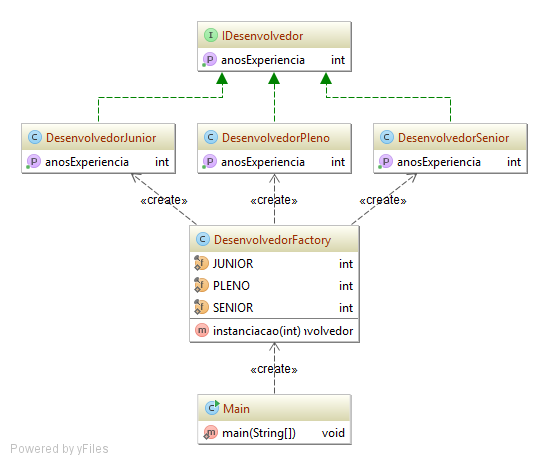 I IDesenvolvedor
P anosExperiencia int
C DesenvolvedorJunior
P anosExperiencia int
C DesenvolvedorPleno
P anosExperiencia int
C DesenvolvedorSenior
P anosExperiencia int
«create» «create» «create»
C DesenvolvedorFactory
f JUNIOR int
f PLENO int
f SENIOR int
m instanciacao(int) volvedor
«create»
C Main
m main(String[]) void
Powered by yFiles